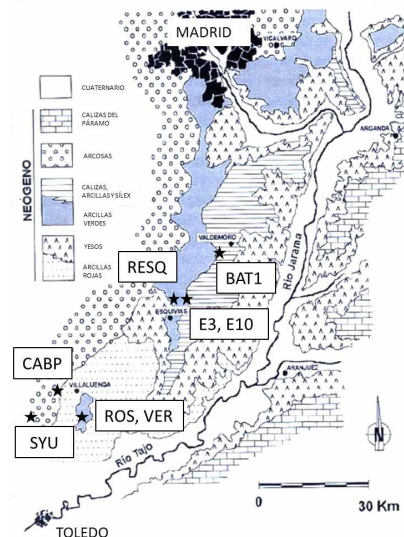 MADRID
VICALVARO
CUATERNARIO
CALIZAS DEL
PÁRAMO
ARCOSAS
CALIZAS,
ARCILLAS Y SÍLEX
ARCILLAS
VERDES
YESOS
ARCILLAS
ROJAS
NEÓGENO
ARGANDA
VALDEMORO
RESQ
BAT1
Río Jarama
ESQUIVIAS
E3, E10
CABP
VILLALUENGA
ARANJUEZ
ROS, VER
SYU
N
Río Tajo
0
30 Km
TOLEDO